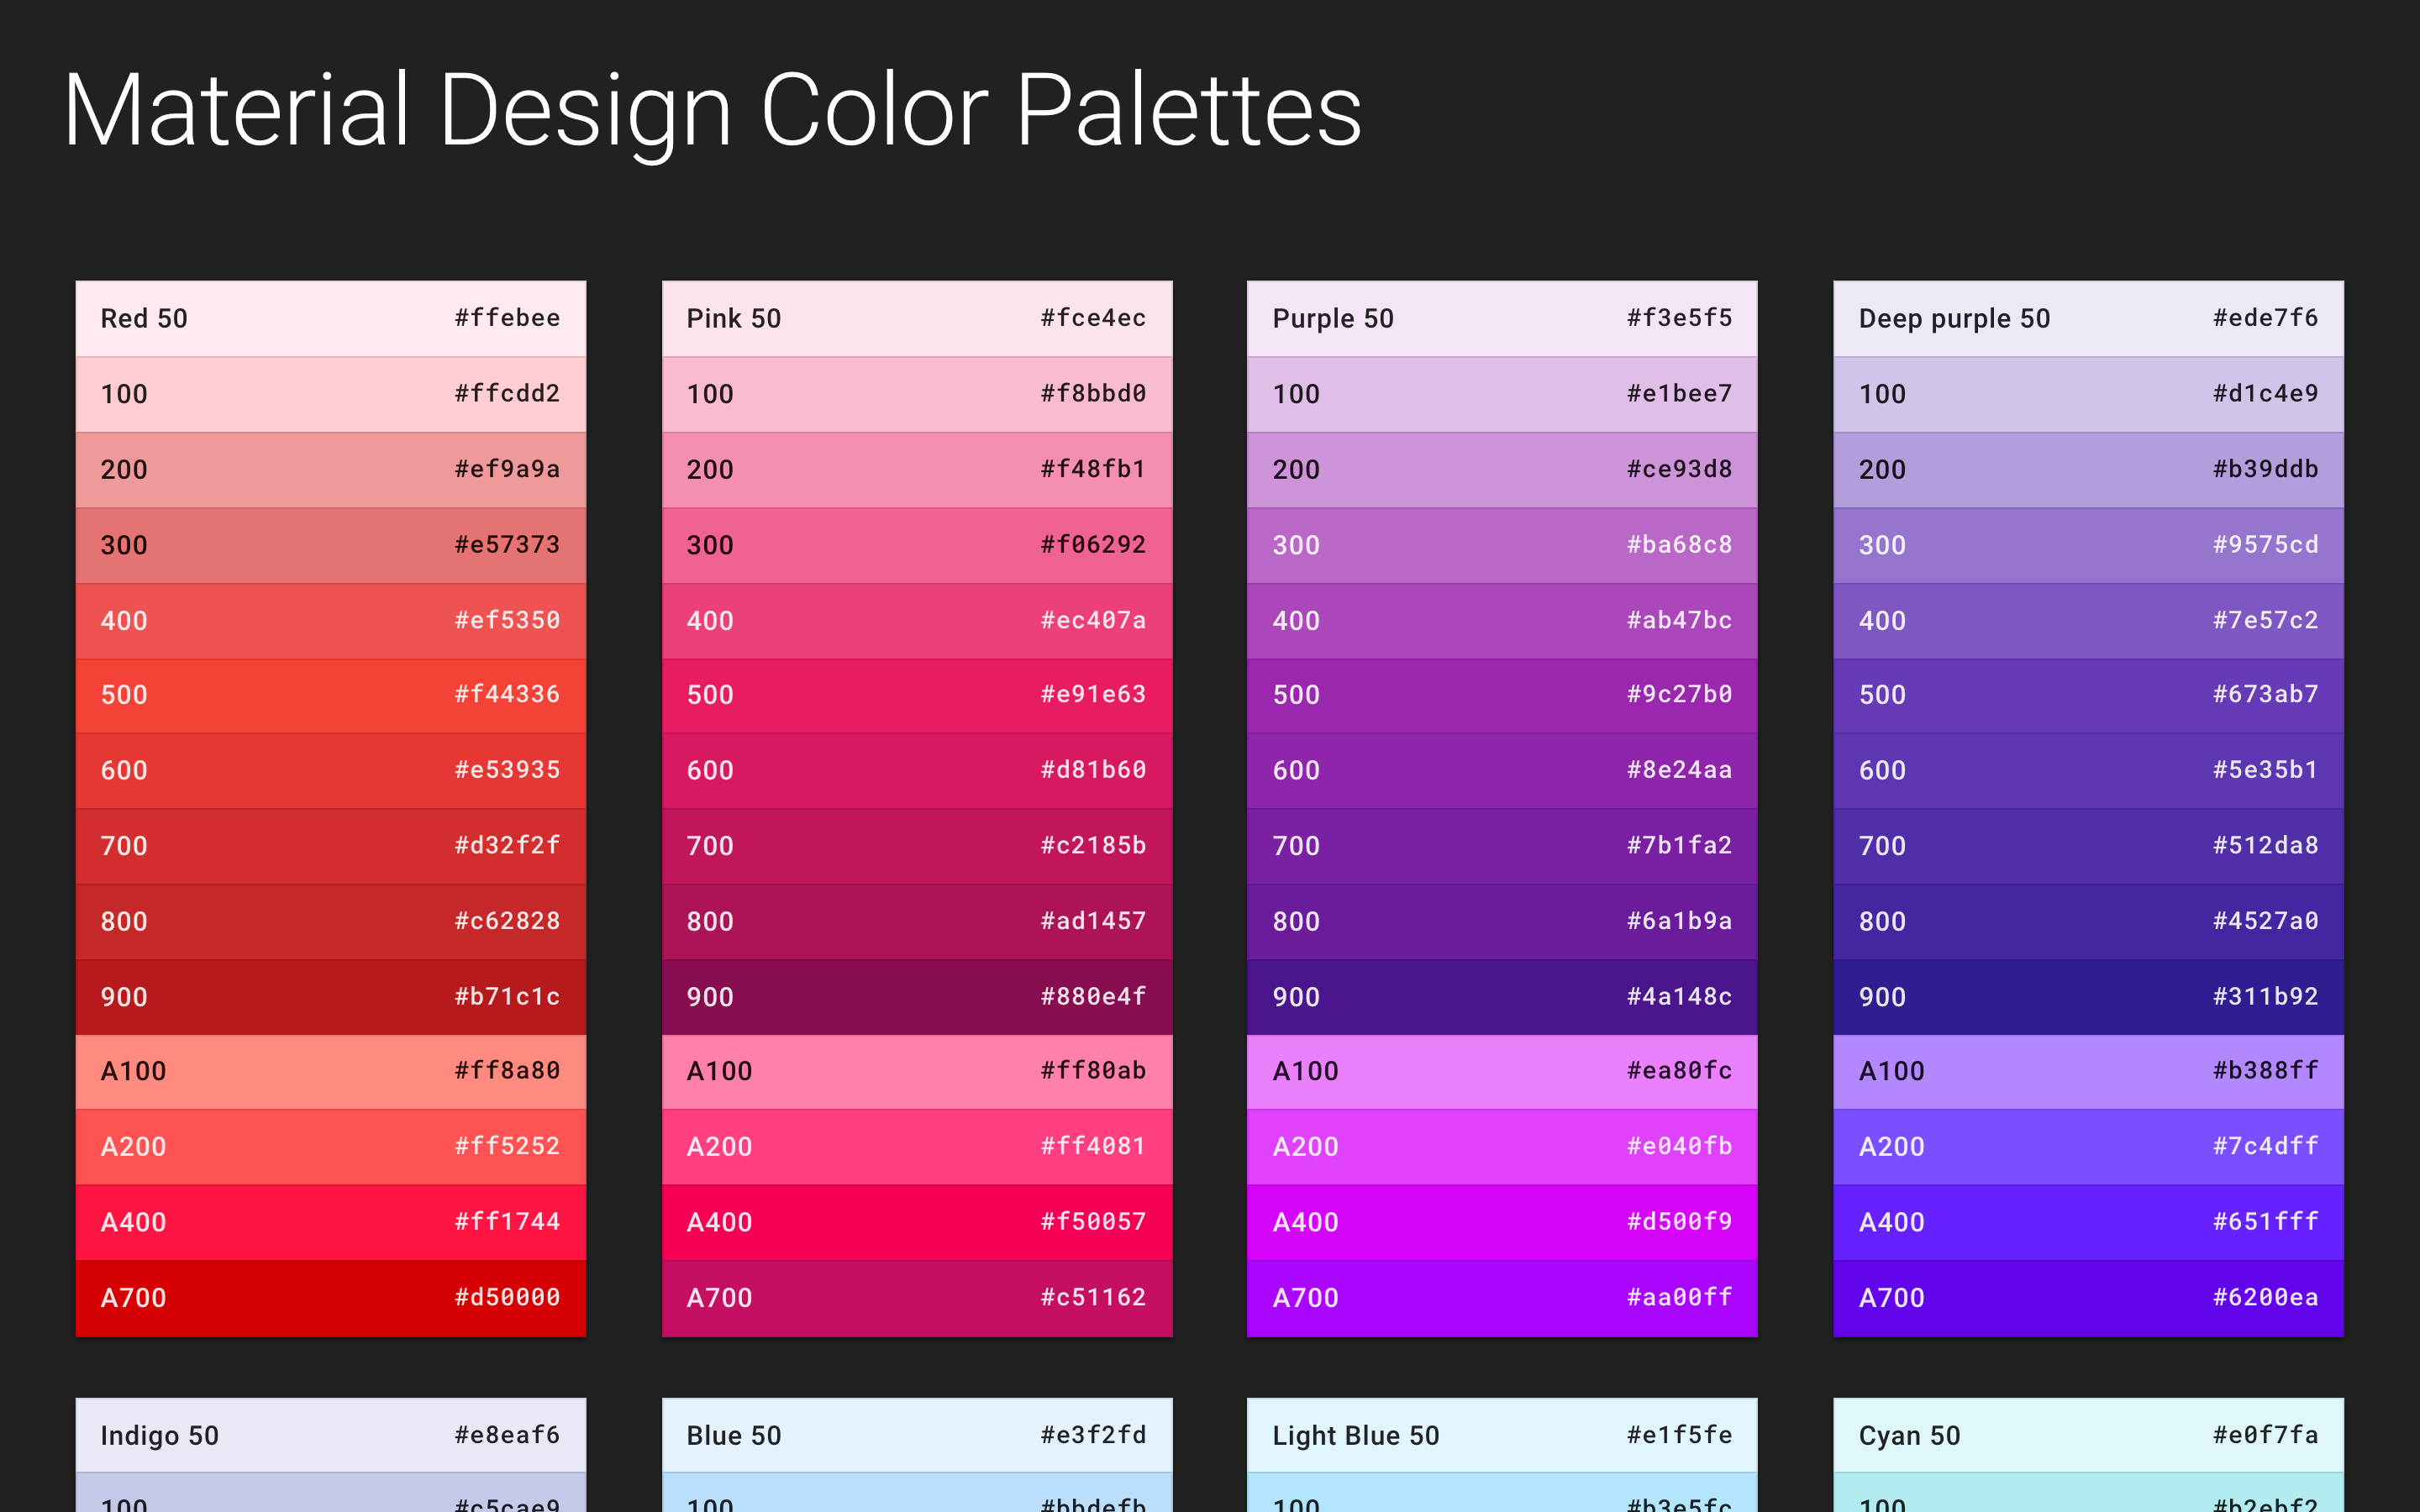 Material Design Color Palettes
Red 50 #ffebee
100 #ffcdd2
200 #ef9a9a
300 #e57373
400 #ef5350
500 #f44336
600 #e53935
700 #d32f2f
800 #c62828
900 #b71c1c
A100 #ff8a80
A200 #ff5252
A400 #ff1744
A700 #d50000
Pink 50 #fce4ec
100 #f8bbd0
200 #f48fb1
300 #f06292
400 #ec407a
500 #e91e63
600 #d81b60
700 #c2185b
800 #ad1457
900 #880e4f
A100 #ff80ab
A200 #ff4081
A400 #f50057
A700 #c51162
Purple 50 #f3e5f5
100 #e1bee7
200 #ce93d8
300 #ba68c8
400 #ab47bc
500 #9c27b0
600 #8e24aa
700 #7b1fa2
800 #6a1b9a
900 #4a148c
A100 #ea80fc
A200 #e040fb
A400 #d500f9
A700 #aa00ff
Deep purple 50 #ede7f6
100 #d1c4e9
200 #b39ddb
300 #9575cd
400 #7e57c2
500 #673ab7
600 #5e35b1
700 #512da8
800 #4527a0
900 #311b92
A100 #b388ff
A200 #7c4dff
A400 #651fff
A700 #6200ea
Indigo 50 #e8eaf6
100 #c5cae9
Blue 50 #e3f2fd
100 #bbdefb
Light Blue 50 #e1f5fe
100 #b3e5fc
Cyan 50 #e0f7fa
100 #b2ebf2